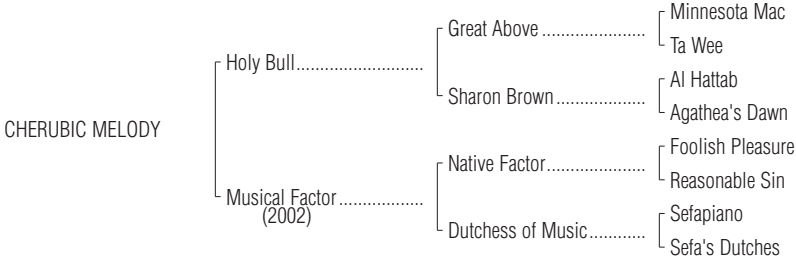 Minnesota Mac
Great Above ......................
Ta Wee
Holy Bull...........................
Al Hattab
Sharon Brown ...................
Agathea's Dawn
CHERUBIC MELODY
Foolish Pleasure
Native Factor.....................
Reasonable Sin
Musical Factor ..................
(2002)
Sefapiano
Dutchess of Music............
Sefa's Dutches